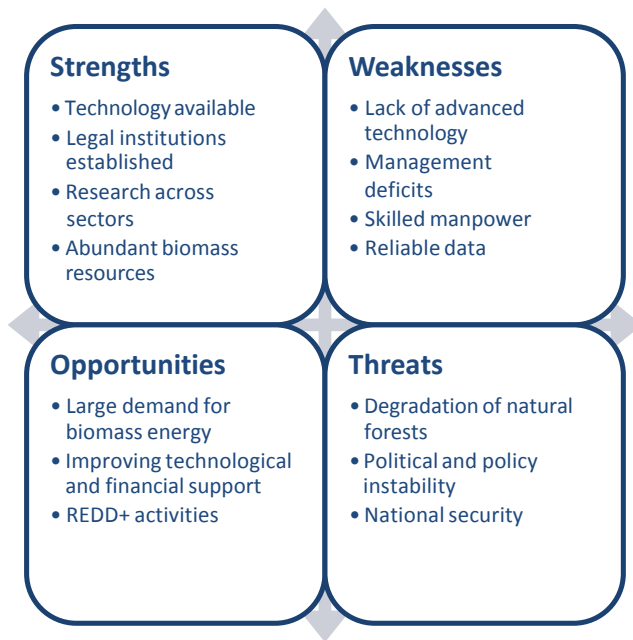 Strengths
• Technology available
• Legal institutions
established
• Research across
sectors
• Abundant biomass
resources
Weaknesses
• Lack of advanced
technology
• Management
deficits
• Skilled manpower
• Reliable data
Opportunities
• Large demand for
biomass energy
• Improving technological
and financial support
• REDD+ activities
Threats
• Degradation of natural
forests
• Political and policy
instability
• National security